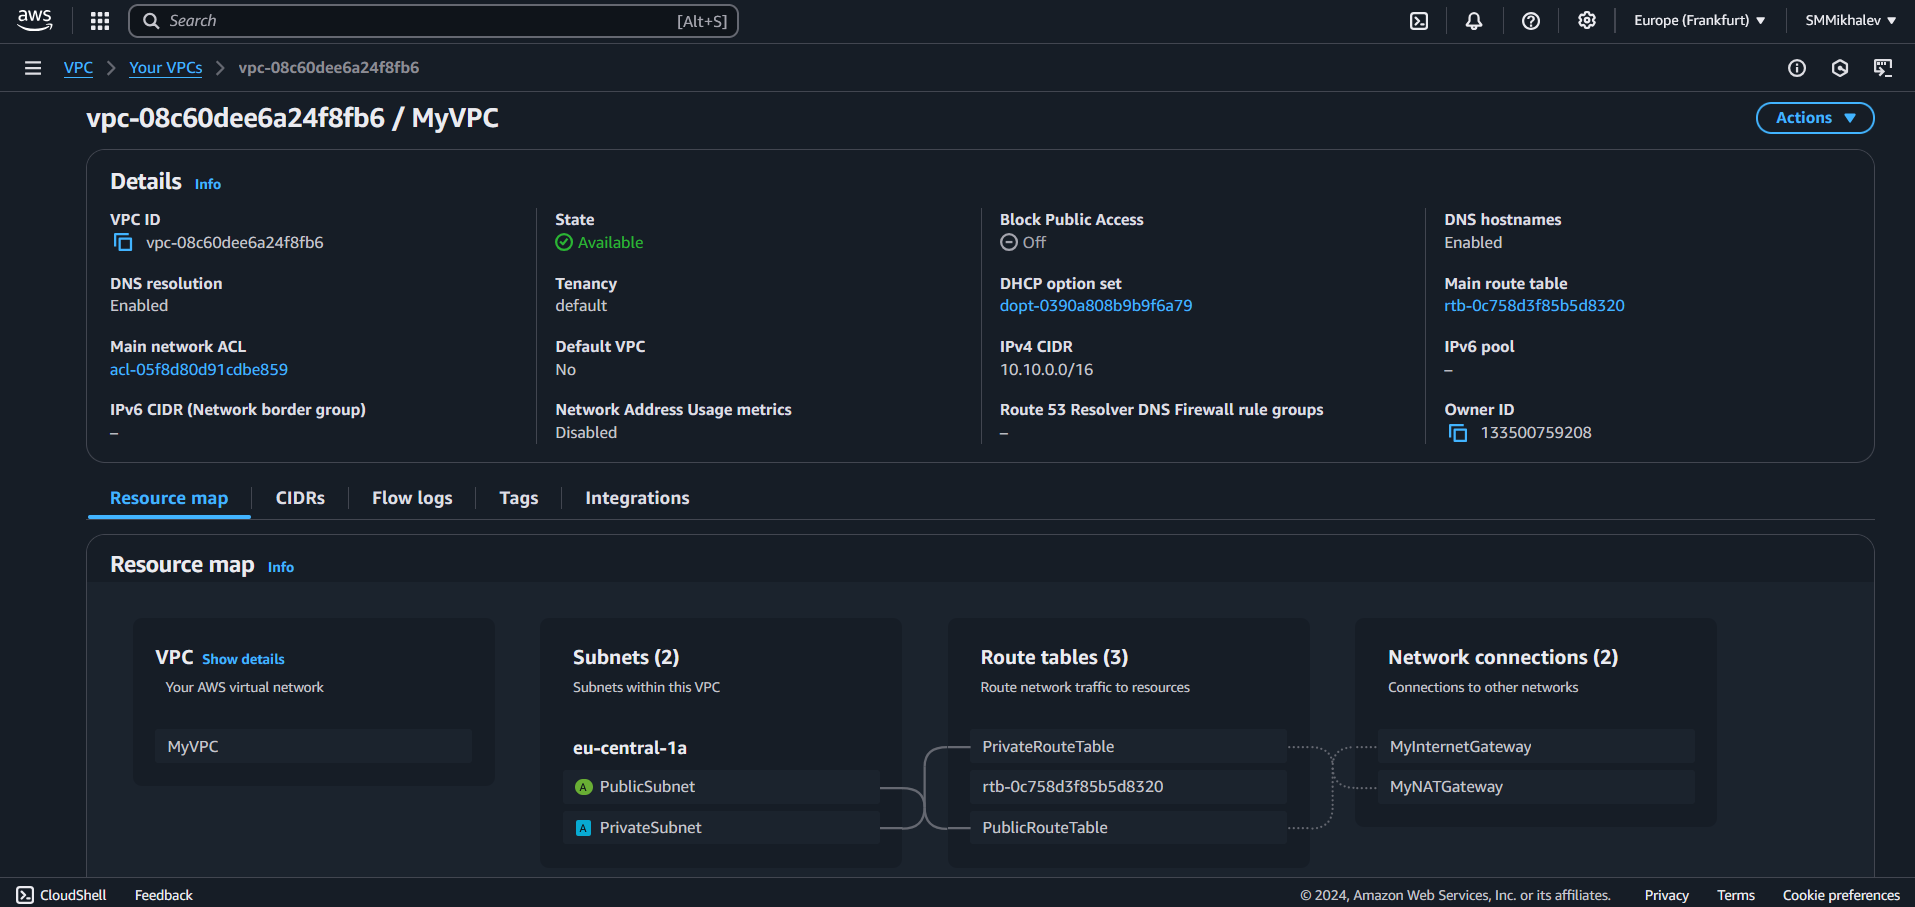 aws
Search [Alt+S]
Europe (Frankfurt)
SMMikhalev
VPC
Your VPCs
vpc-08c60dee6a24f8fb6
vpc-08c60dee6a24f8fb6 / MyVPC
Actions
Details Info
VPC ID
vpc-08c60dee6a24f8fb6
State
Available
Block Public Access
Off
DNS hostnames
Enabled
DNS resolution
Enabled
Tenancy
default
DHCP option set
dopt-0390a808b9b9f6a79
Main route table
rtb-0c758d3f85b5d8320
Main network ACL
acl-05f8d80d91cdbe859
Default VPC
No
IPv4 CIDR
10.10.0.0/16
IPv6 pool
–
IPv6 CIDR (Network border group)
–
Network Address Usage metrics
Disabled
Route 53 Resolver DNS Firewall rule groups
–
Owner ID
133500759208
Resource map
CIDRs
Flow logs
Tags
Integrations
Resource map Info
VPC Show details
Your AWS virtual network
MyVPC
Subnets (2)
Subnets within this VPC
eu-central-1a
A PublicSubnet
A PrivateSubnet
Route tables (3)
Route network traffic to resources
PrivateRouteTable
rtb-0c758d3f85b5d8320
PublicRouteTable
Network connections (2)
Connections to other networks
MyInternetGateway
MyNATGateway
CloudShell
Feedback
© 2024, Amazon Web Services, Inc. or its affiliates.
Privacy
Terms
Cookie preferences